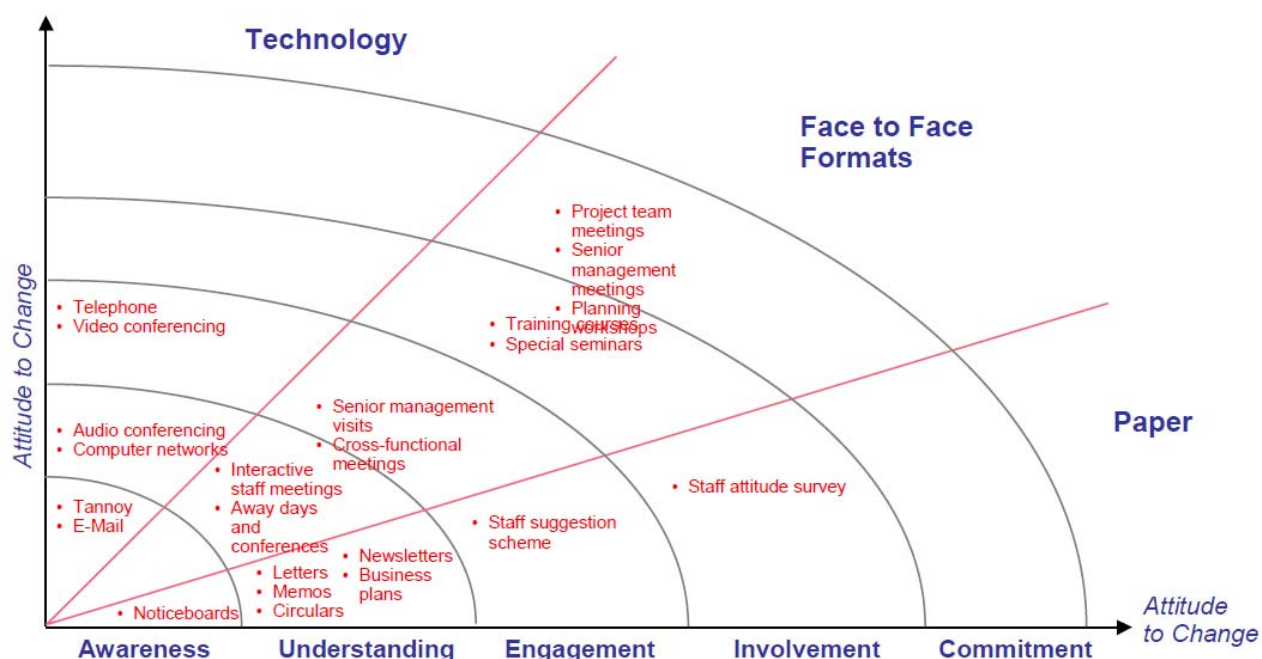 Technology
Face to Face
Formats
Paper
Attitude to Change
• Telephone
• Video conferencing
• Audio conferencing
• Computer networks
• Tannoy
• E-Mail
• Project team
meetings
• Senior
management
meetings
• Planning
workshops
• Training courses
• Special seminars
• Senior management
visits
• Cross-functional
meetings
• Interactive
staff meetings
• Away days
and
conferences
• Staff attitude survey
• Staff suggestion
scheme
• Newsletters
• Business
plans
• Letters
• Memos
• Circulars
• Noticeboards
Attitude
to Change
Awareness
Understanding
Engagement
Involvement
Commitment